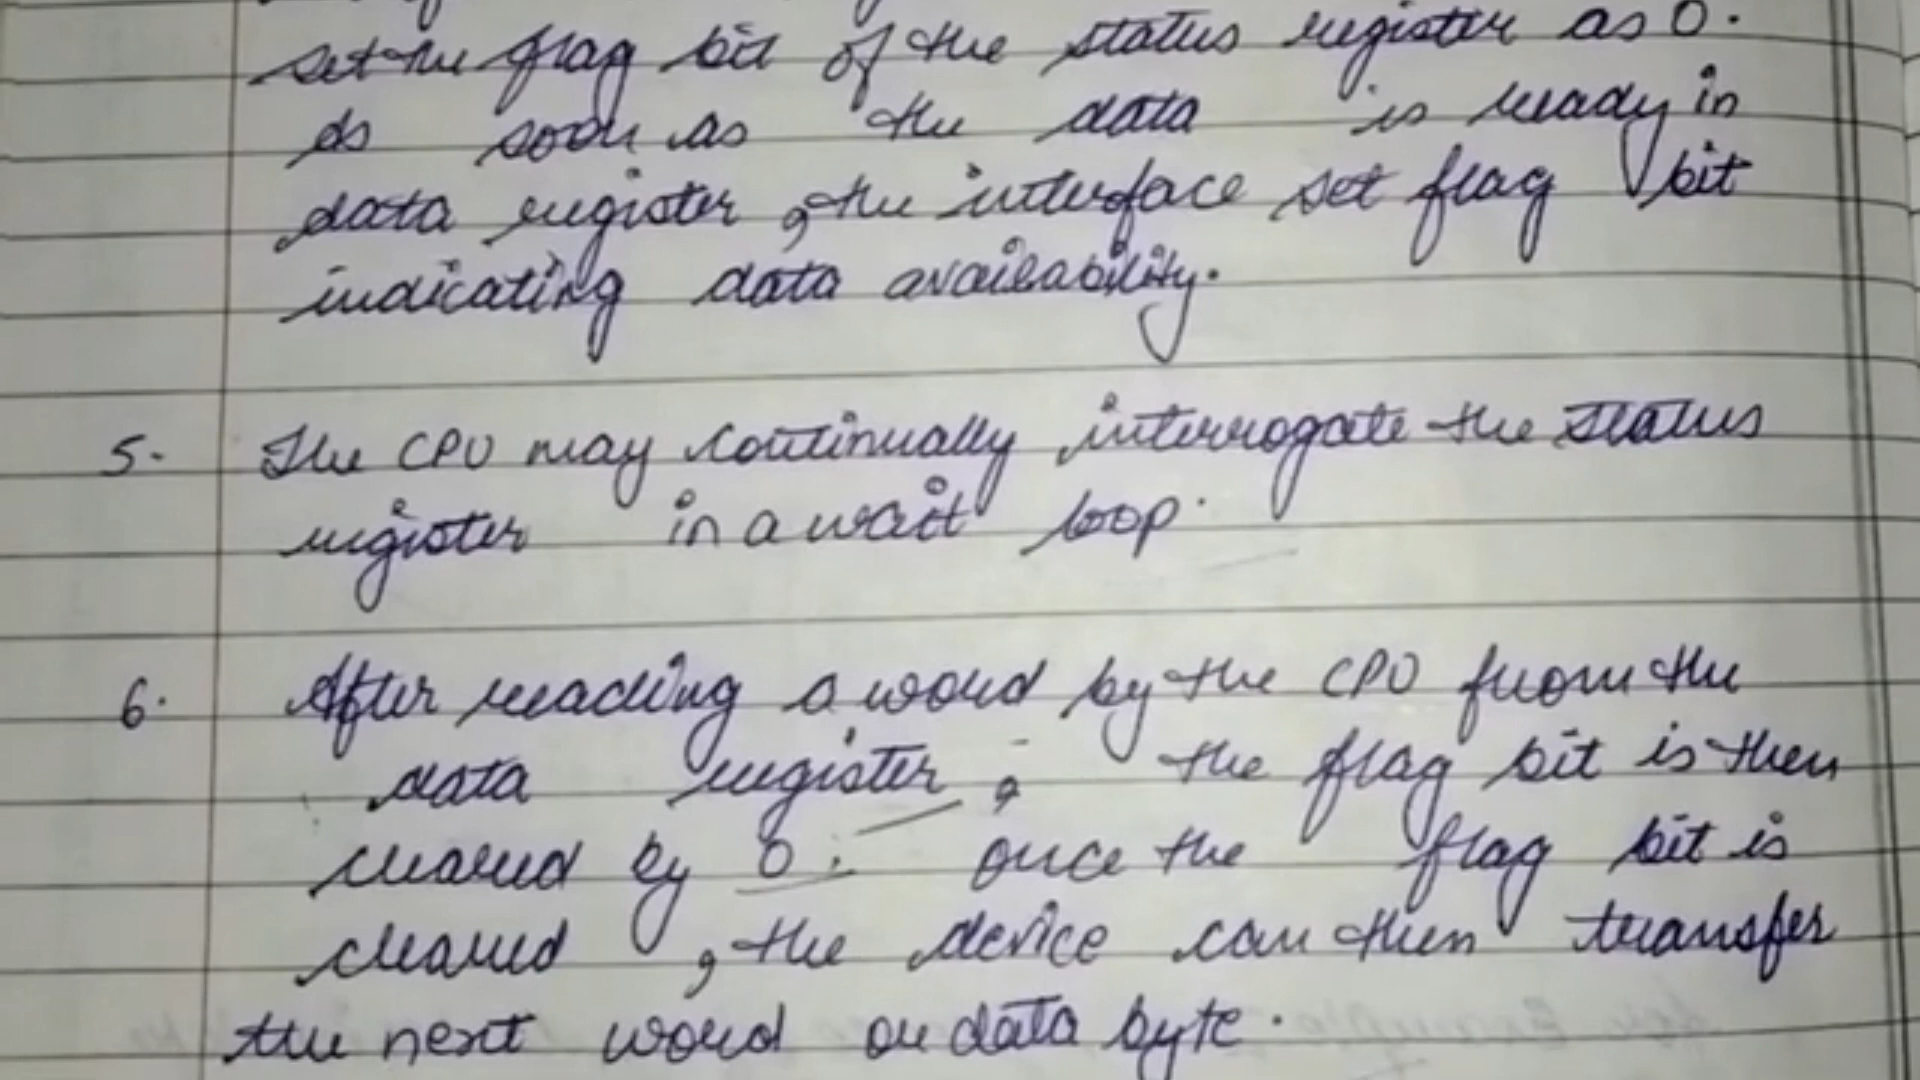 set the flag bit of the status register as 0.
As soon as the data is ready in
data register, the interface set flag bit
indicating data availability.
5. The CPU may continually interrogate the status
register in a wait loop.
6. After reading a word by the CPU from the
data register, the flag bit is then
cleared by 0. once the flag bit is
cleared, the device can then transfer
the next word or data byte.